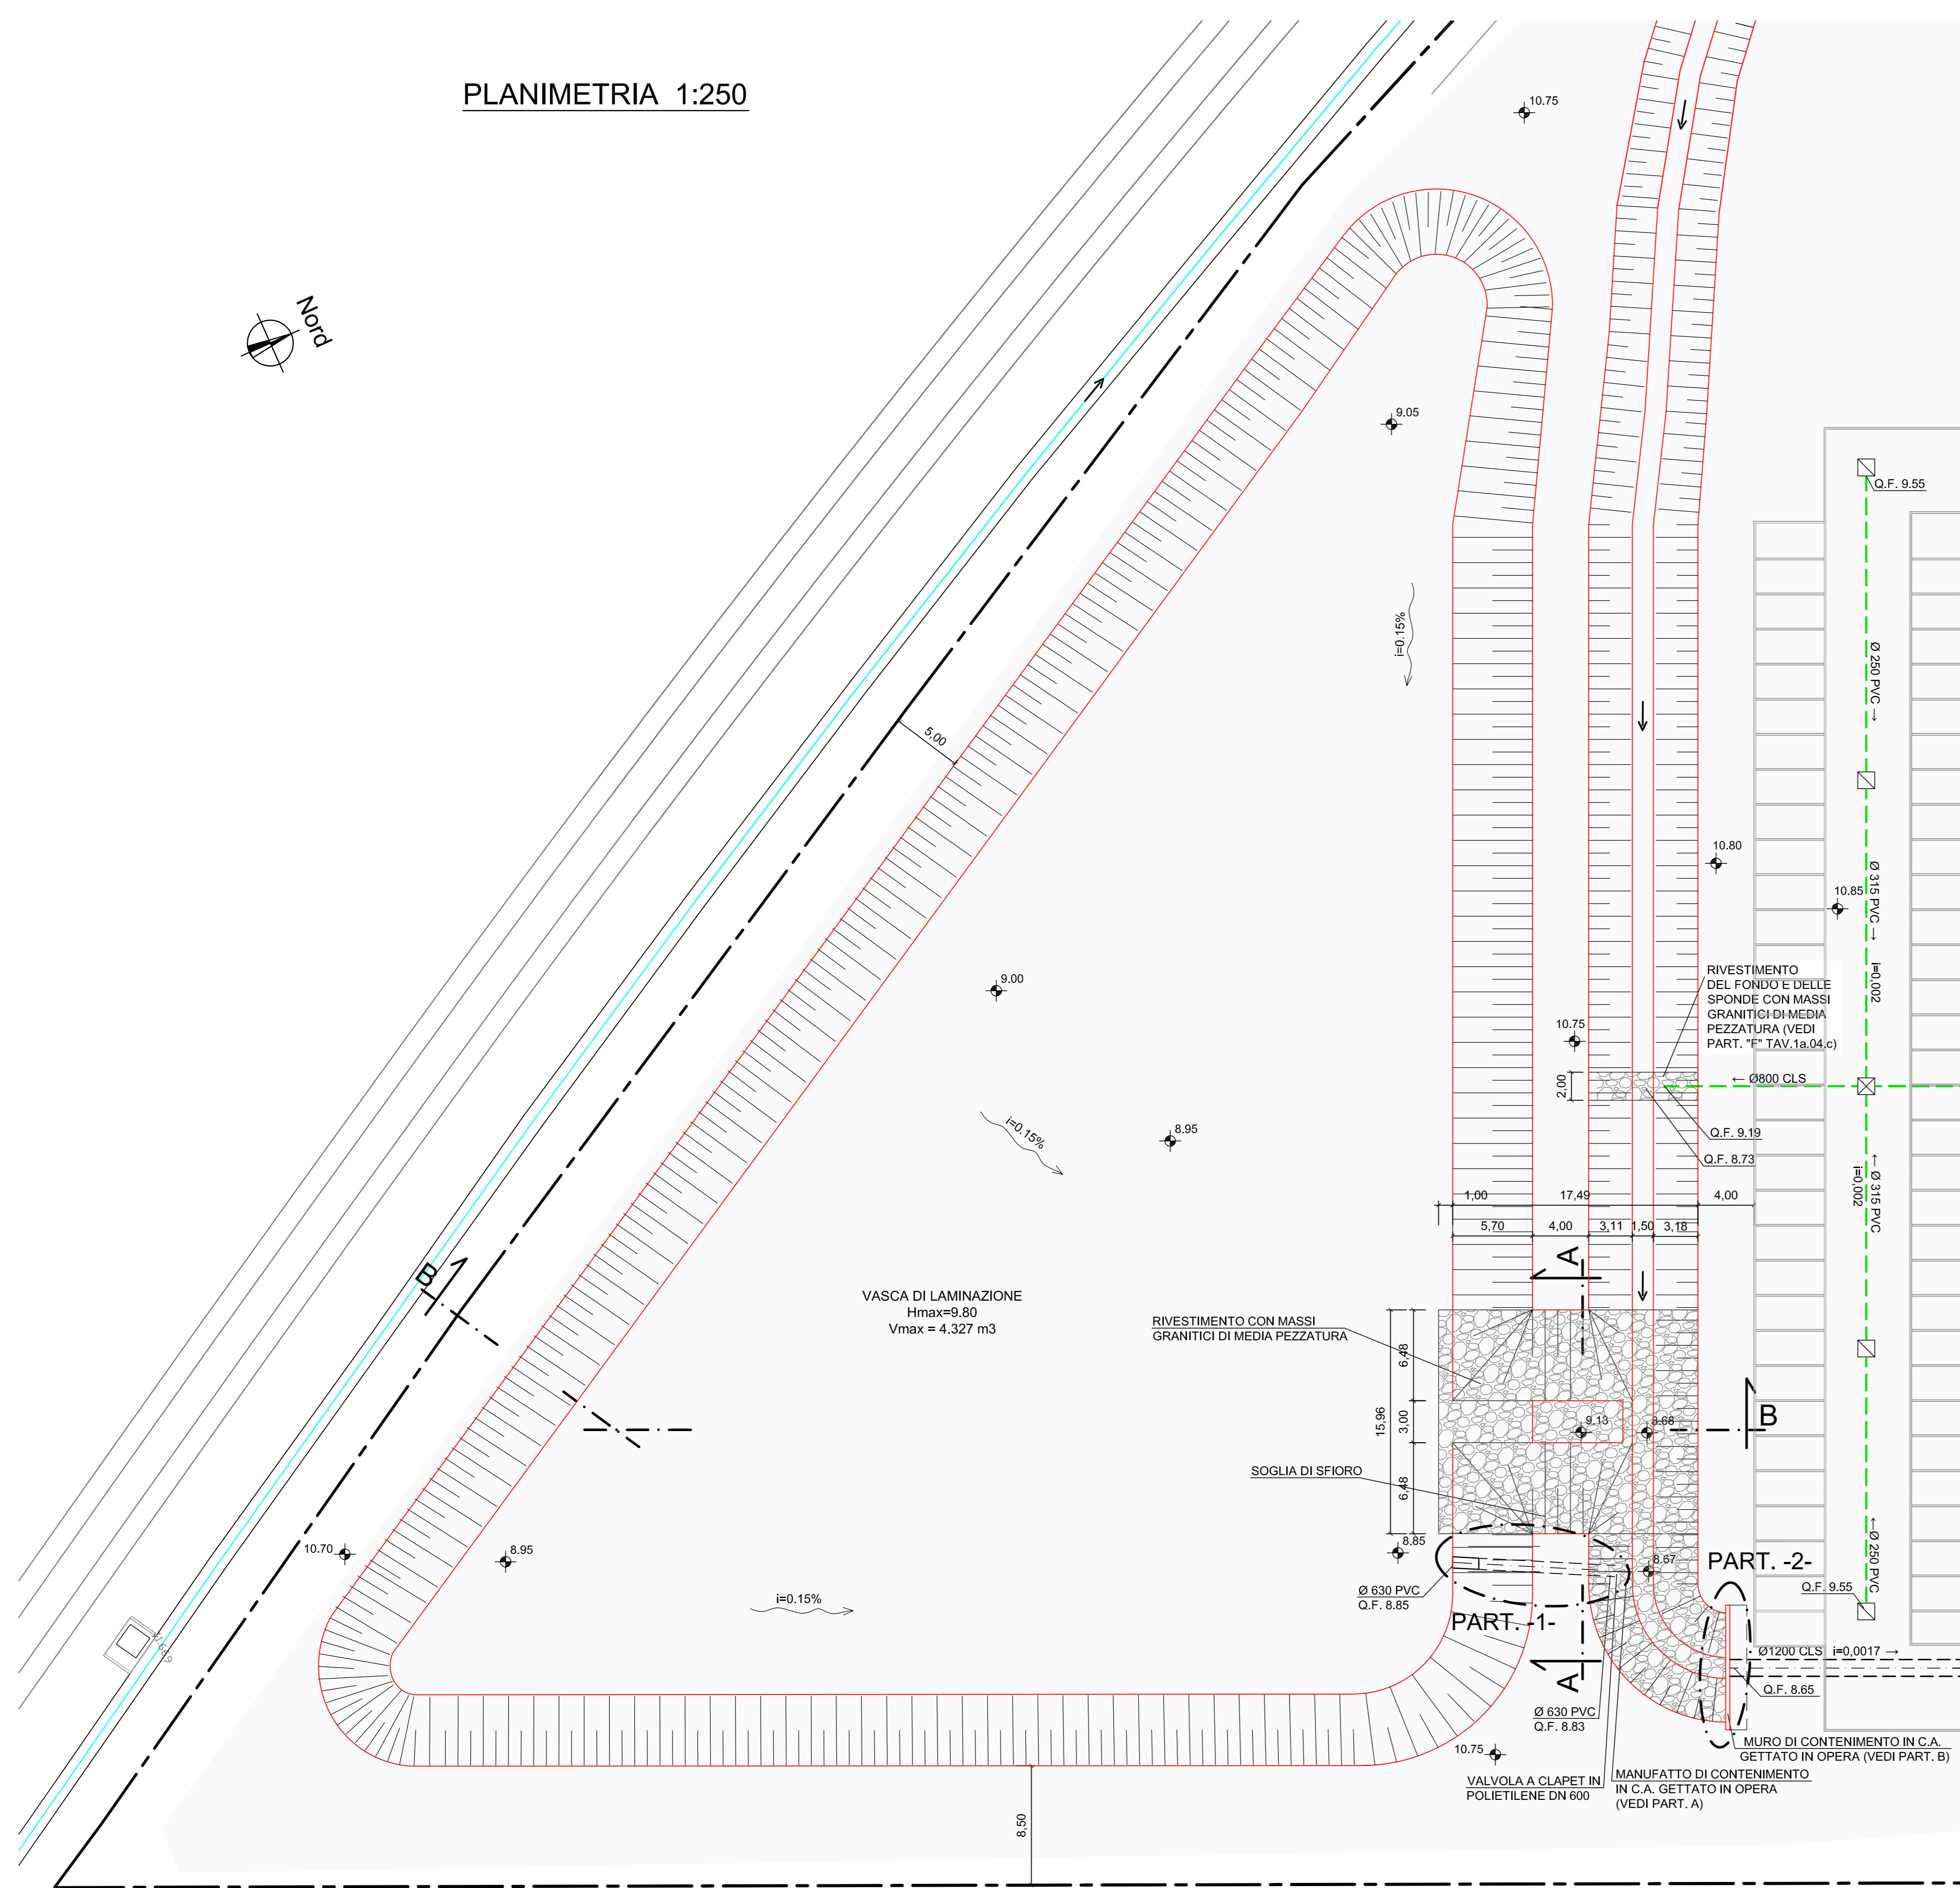 PLANIMETRIA 1:250
Nord
10.75
9.05
Q.F. 9.55
i=0.15%
Ø 250 PVC →
5,00
10.80
10.85
Ø 315 PVC →
i=0,002
RIVESTIMENTO
DEL FONDO E DELLE
SPONDE CON MASSI
GRANITICI DI MEDIA
PEZZATURA (VEDI
PART. "F" TAV.1a.04.c)
9.00
10.75
2,00
← Ø800 CLS
i=0.15%
8.95
Q.F. 9.19
Q.F. 8.73
← Ø 315 PVC
i=0,002
1,00
17,49
4,00
5,70
4,00
3,11
1,50
3,18
A
B
VASCA DI LAMINAZIONE
Hmax=9.80
Vmax = 4.327 m3
RIVESTIMENTO CON MASSI
GRANITICI DI MEDIA PEZZATURA
15,96
6,48
3,00
6,48
9.13
8.68
B
SOGLIA DI SFIORO
10.70
8.95
8.85
8.67
PART. -2-
← Ø 250 PVC
Q.F. 9.55
i=0.15%
Ø 630 PVC
Q.F. 8.85
PART. -1-
A
Ø1200 CLS i=0,0017 →
Q.F. 8.65
Ø 630 PVC
Q.F. 8.83
10.75
MURO DI CONTENIMENTO IN C.A.
GETTATO IN OPERA (VEDI PART. B)
VALVOLA A CLAPET IN
POLIETILENE DN 600
MANUFATTO DI CONTENIMENTO
IN C.A. GETTATO IN OPERA
(VEDI PART. A)
8,50